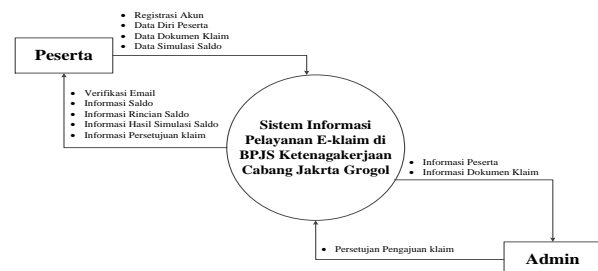 • Registrasi Akun
• Data Diri Peserta
• Data Dokumen Klaim
• Data Simulasi Saldo
Peserta
• Verifikasi Email
• Informasi Saldo
• Informasi Rincian Saldo
• Informasi Hasil Simulasi Saldo
• Informasi Persetujuan klaim
Sistem Informasi
Pelayanan E-klaim di
BPJS Ketenagakerjaan
Cabang Jakrta Grogol
• Informasi Peserta
• Informasi Dokumen Klaim
• Persetujan Pengajuan klaim
Admin